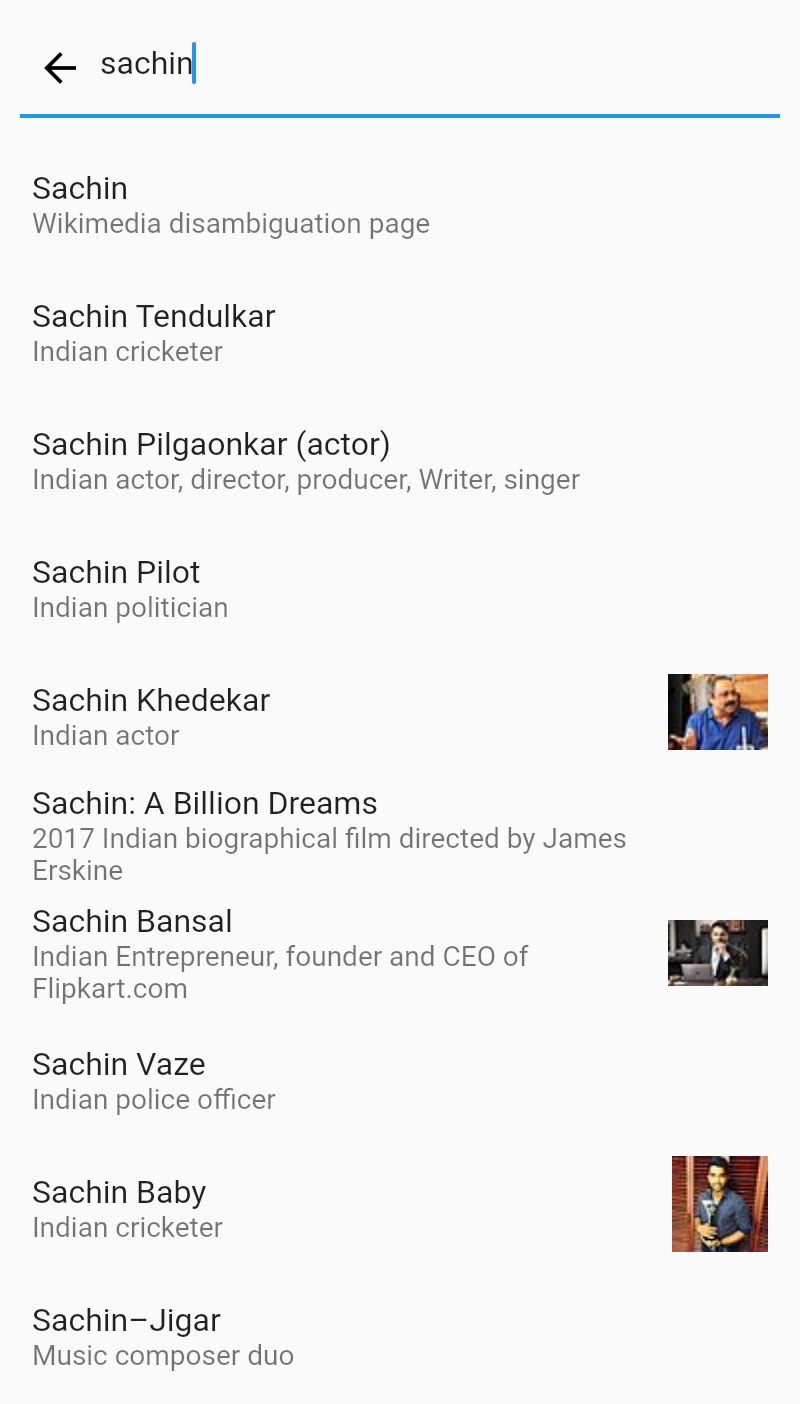 sachin
Sachin
Wikimedia disambiguation page
Sachin Tendulkar
Indian cricketer
Sachin Pilgaonkar (actor)
Indian actor, director, producer, Writer, singer
Sachin Pilot
Indian politician
Sachin Khedekar
Indian actor
Sachin: A Billion Dreams
2017 Indian biographical film directed by James
Erskine
Sachin Bansal
Indian Entrepreneur, founder and CEO of
Flipkart.com
Sachin Vaze
Indian police officer
Sachin Baby
Indian cricketer
Sachin–Jigar
Music composer duo